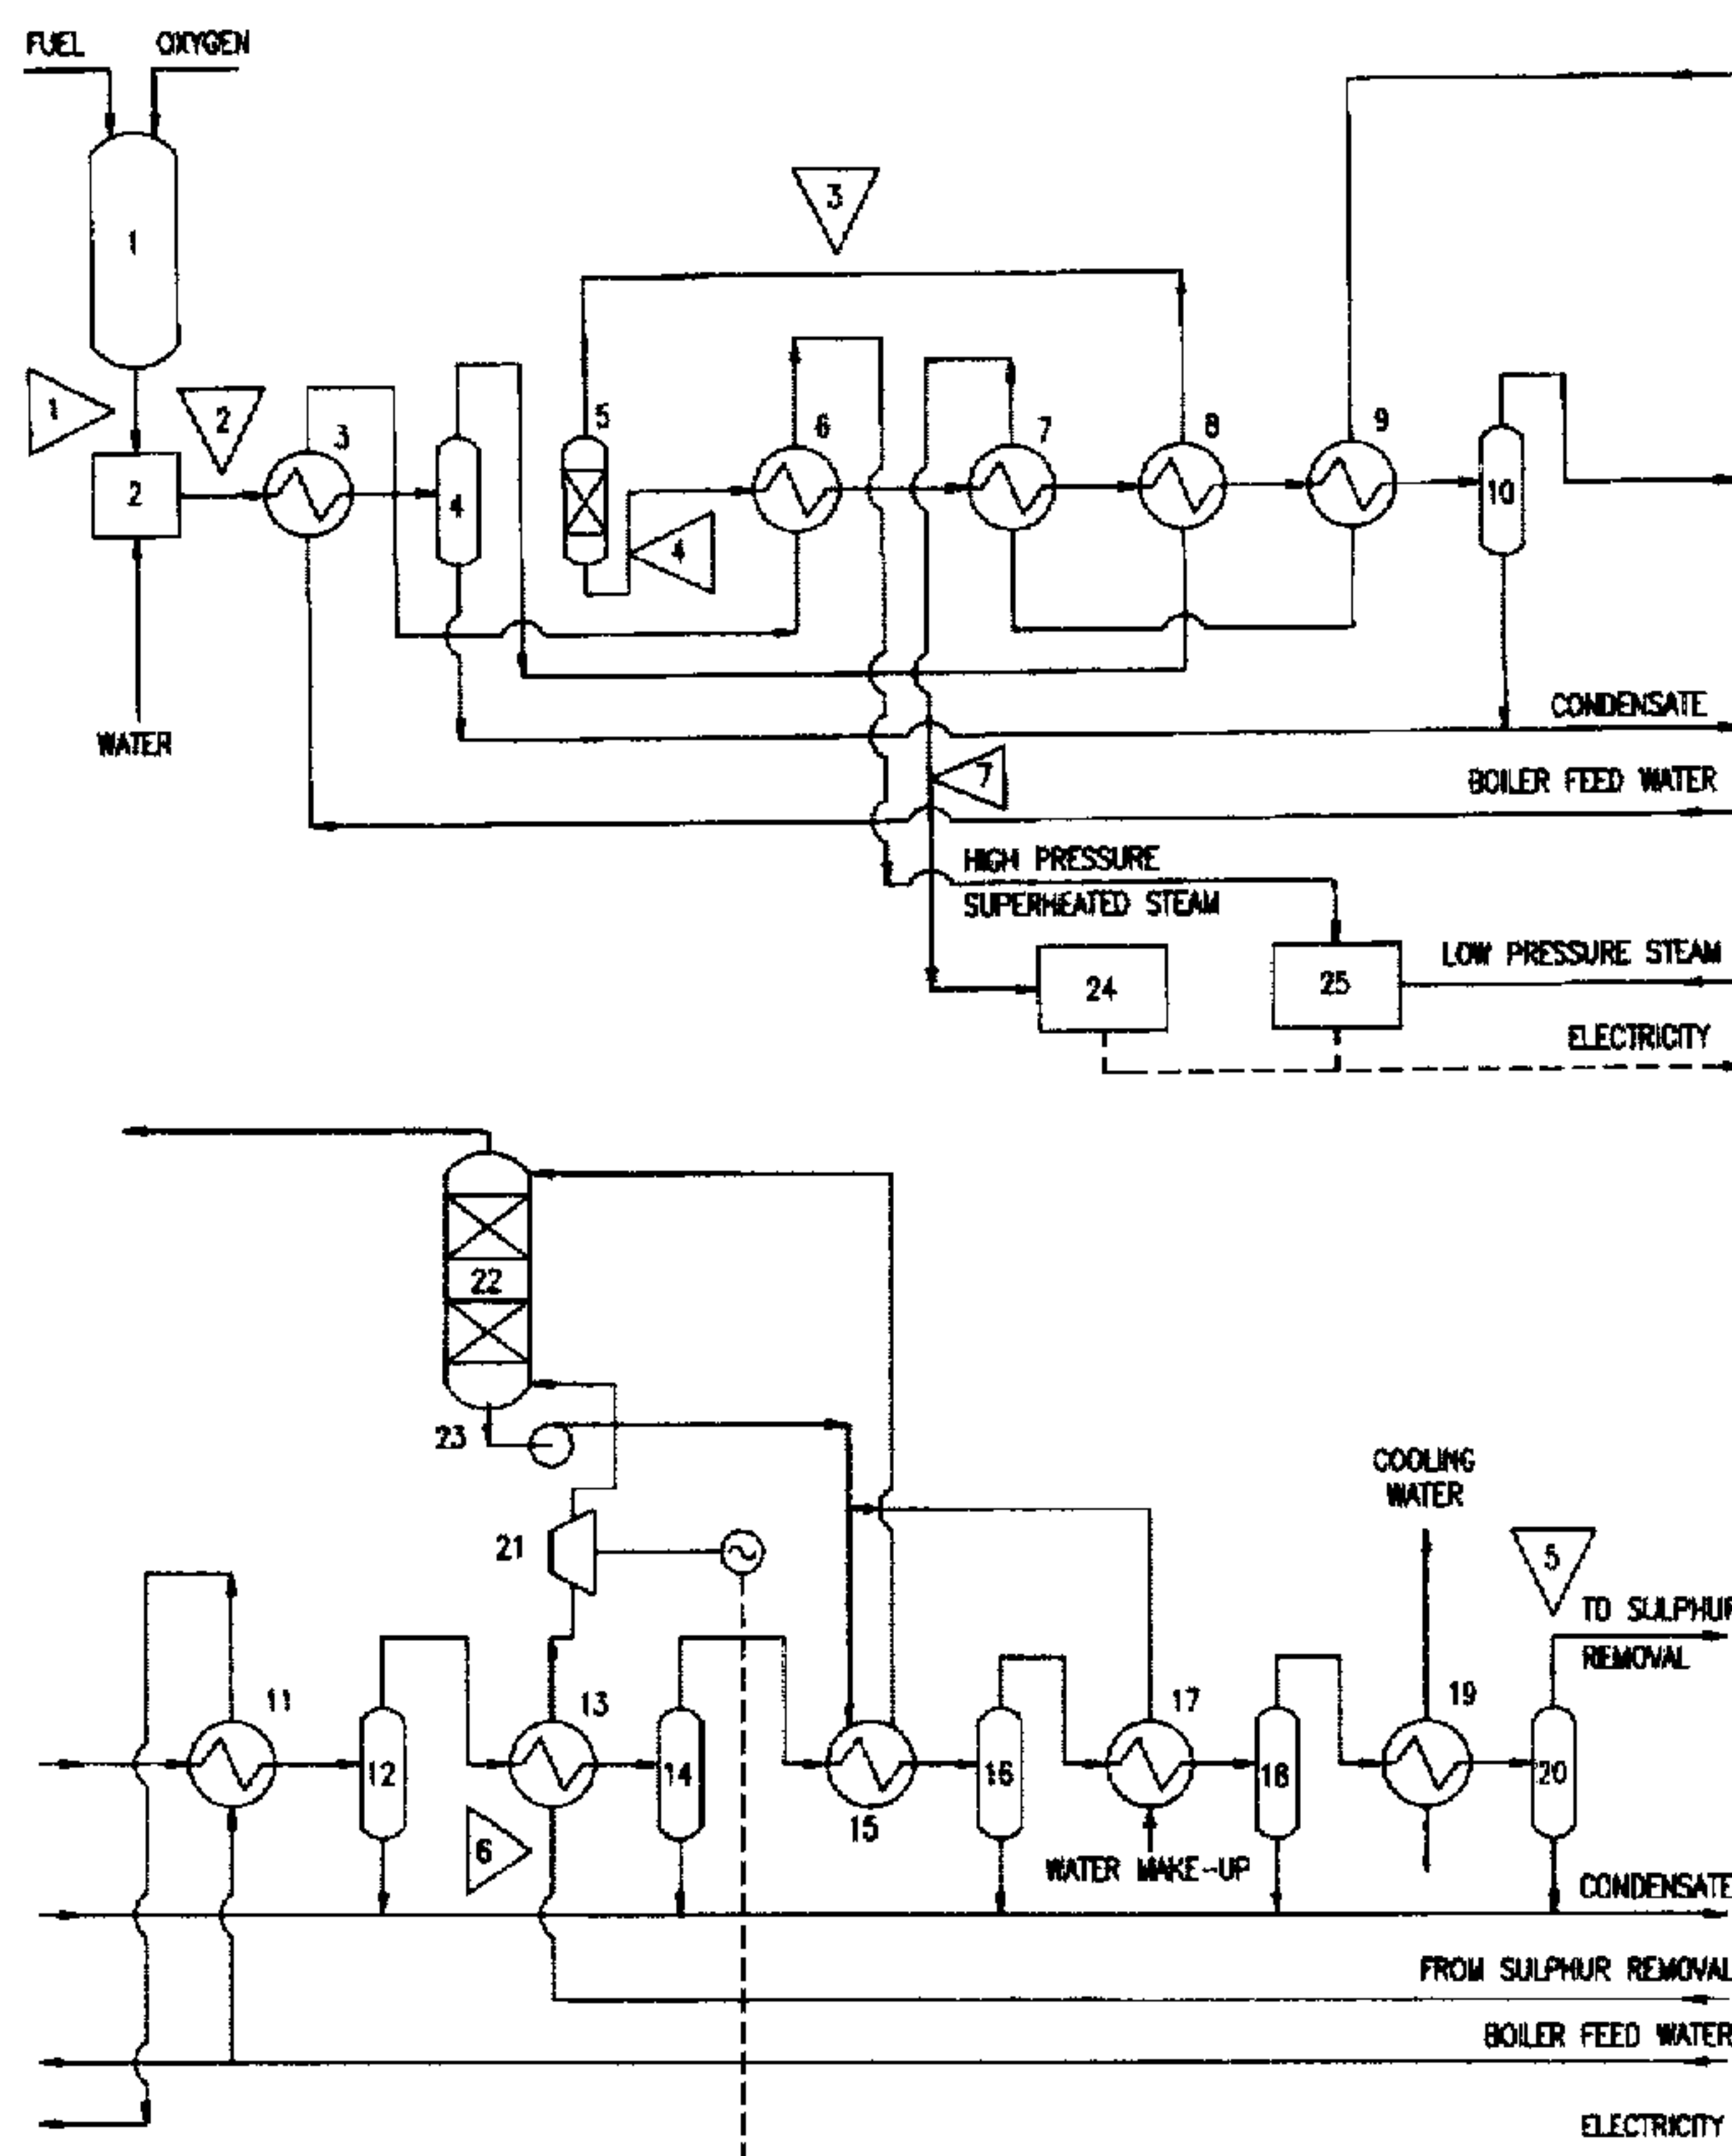 FUEL OXYGEN
1
3
1
2
3
5
6
7
8
9
2
4
10
4
WATER
CONDENSATE
7
BOILER FEED WATER
HIGH PRESSURE
SUPERHEATED STEAM
LOW PRESSURE STEAM
24
25
ELECTRICITY
22
23
COOLING
WATER
21
5
TO SULPHUR
REMOVAL
11
13
17
19
12
14
16
18
20
15
6
WATER MAKE-UP
CONDENSATE
FROM SULPHUR REMOVAL
BOILER FEED WATER
ELECTRICITY